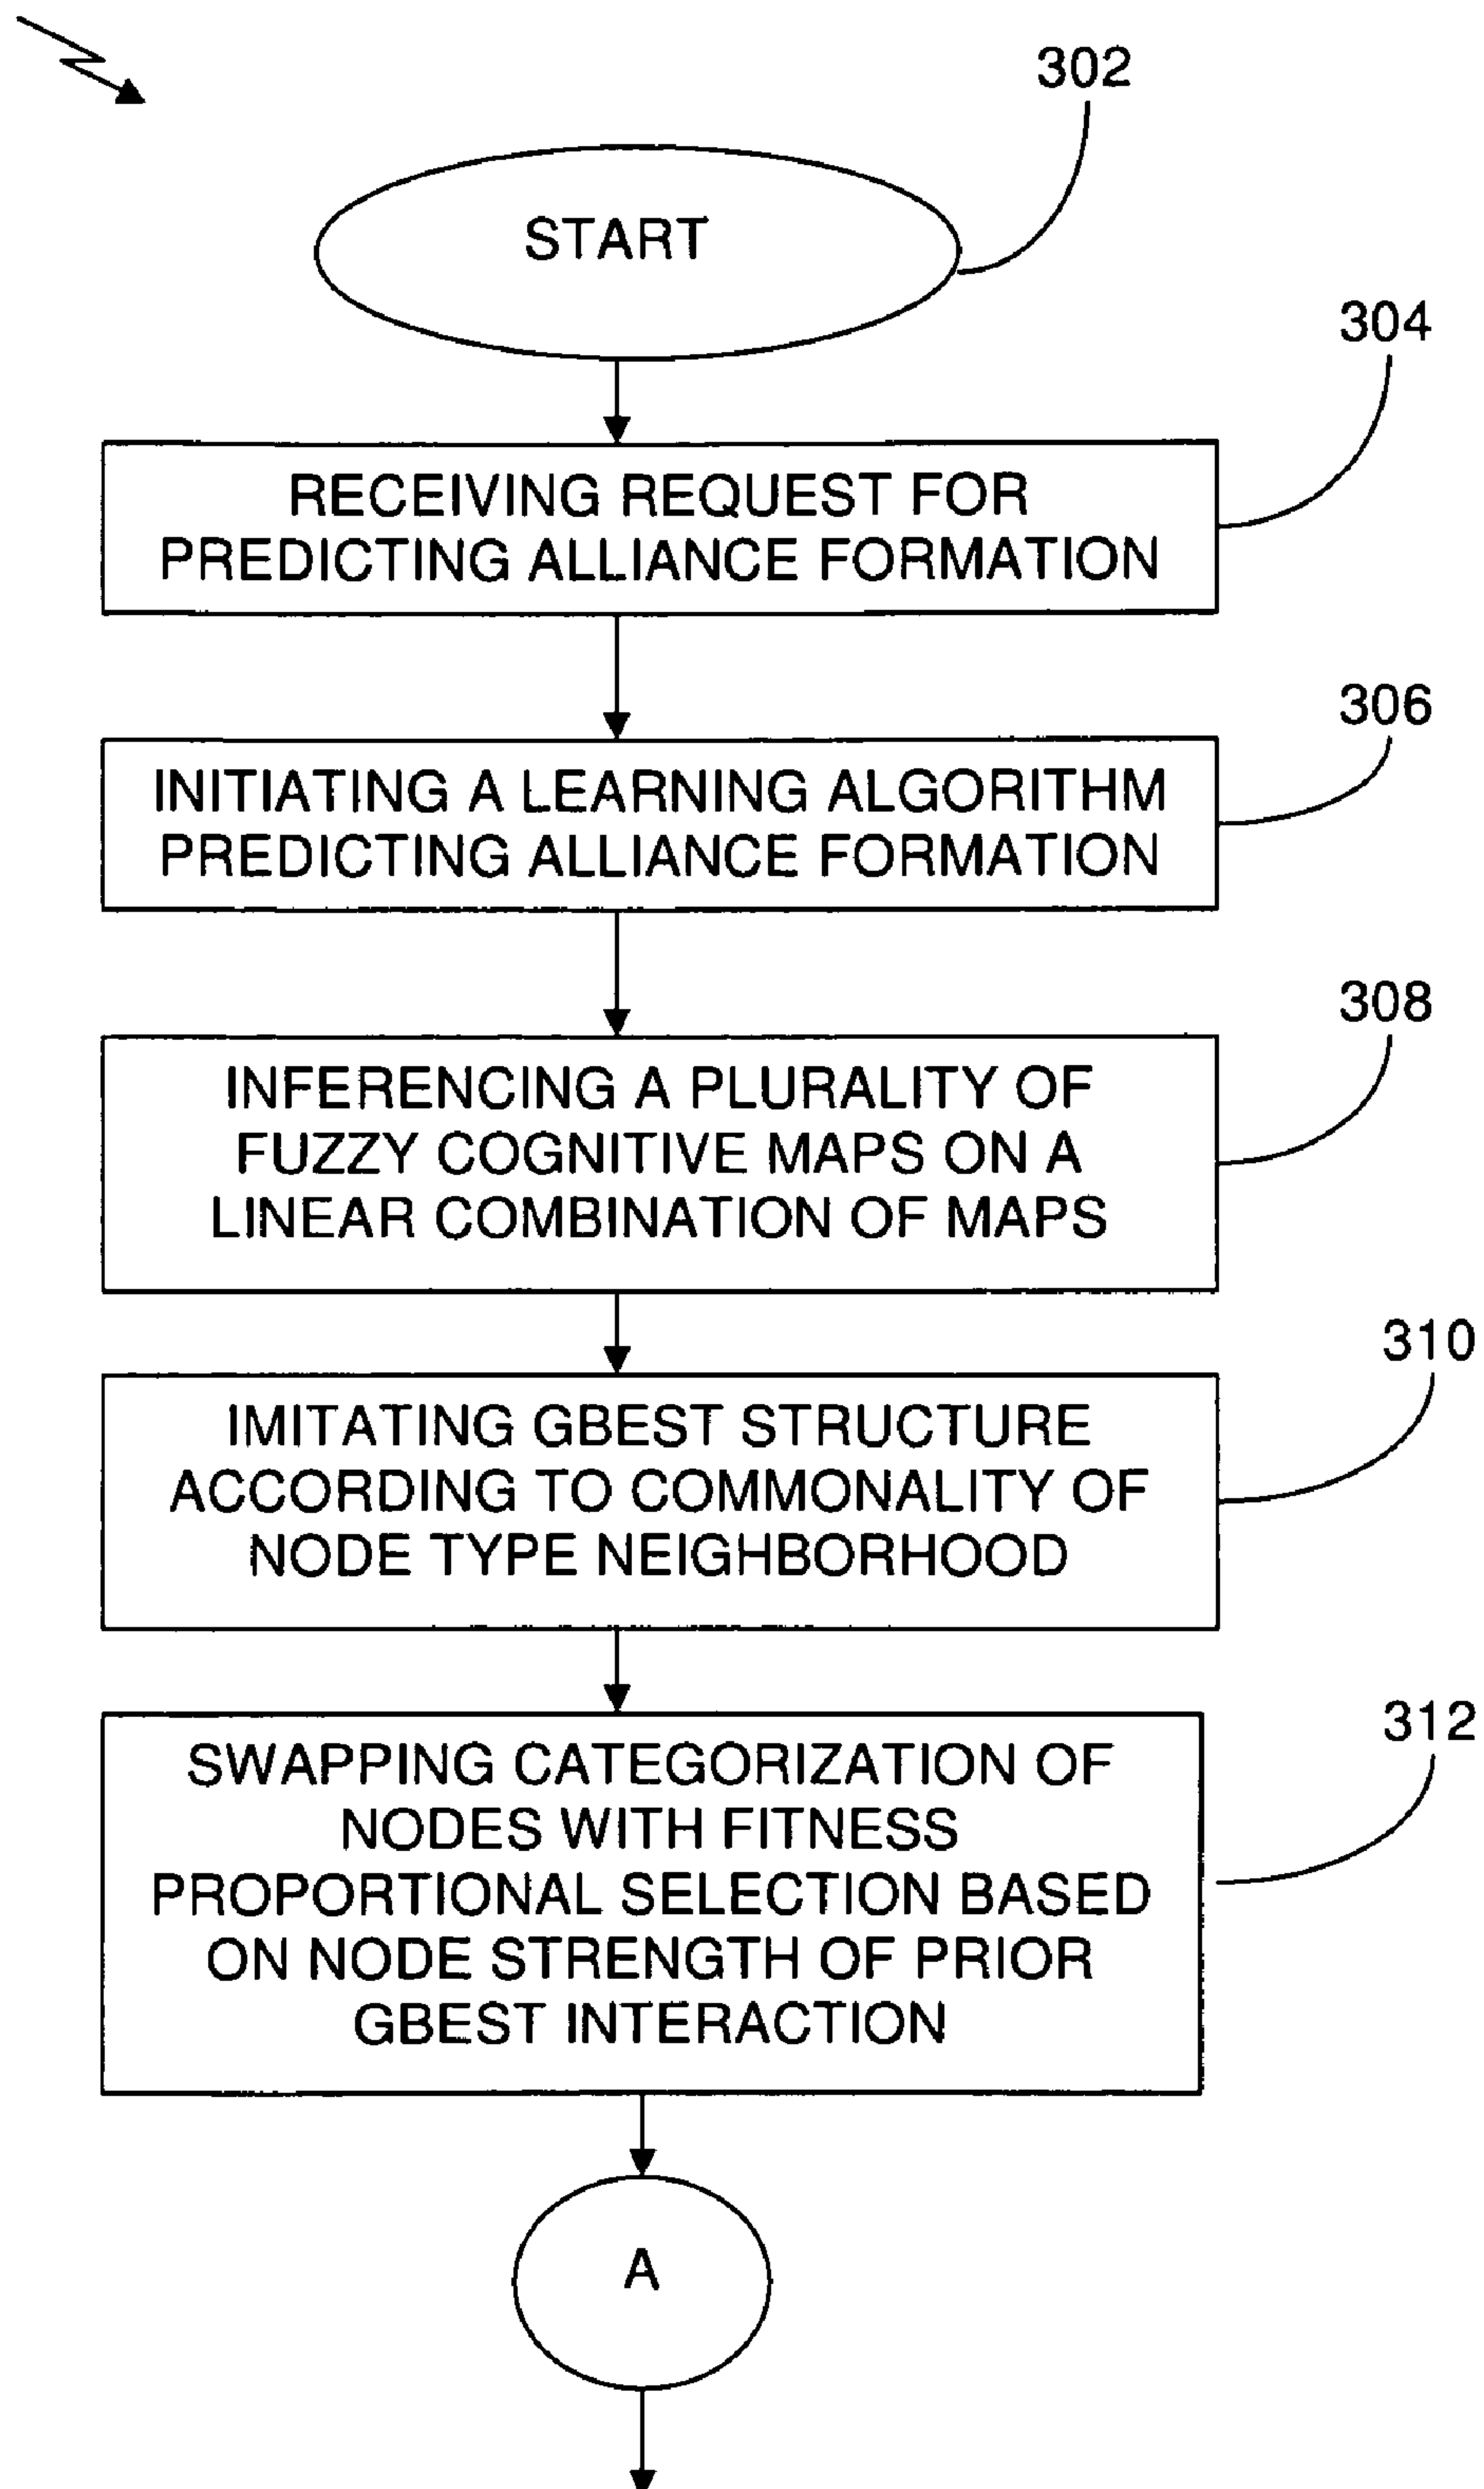 302
START
304
RECEIVING REQUEST FOR
PREDICTING ALLIANCE FORMATION
306
INITIATING A LEARNING ALGORITHM
PREDICTING ALLIANCE FORMATION
308
INFERENCING A PLURALITY OF
FUZZY COGNITIVE MAPS ON A
LINEAR COMBINATION OF MAPS
310
IMITATING GBEST STRUCTURE
ACCORDING TO COMMONALITY OF
NODE TYPE NEIGHBORHOOD
312
SWAPPING CATEGORIZATION OF
NODES WITH FITNESS
PROPORTIONAL SELECTION BASED
ON NODE STRENGTH OF PRIOR
GBEST INTERACTION
A